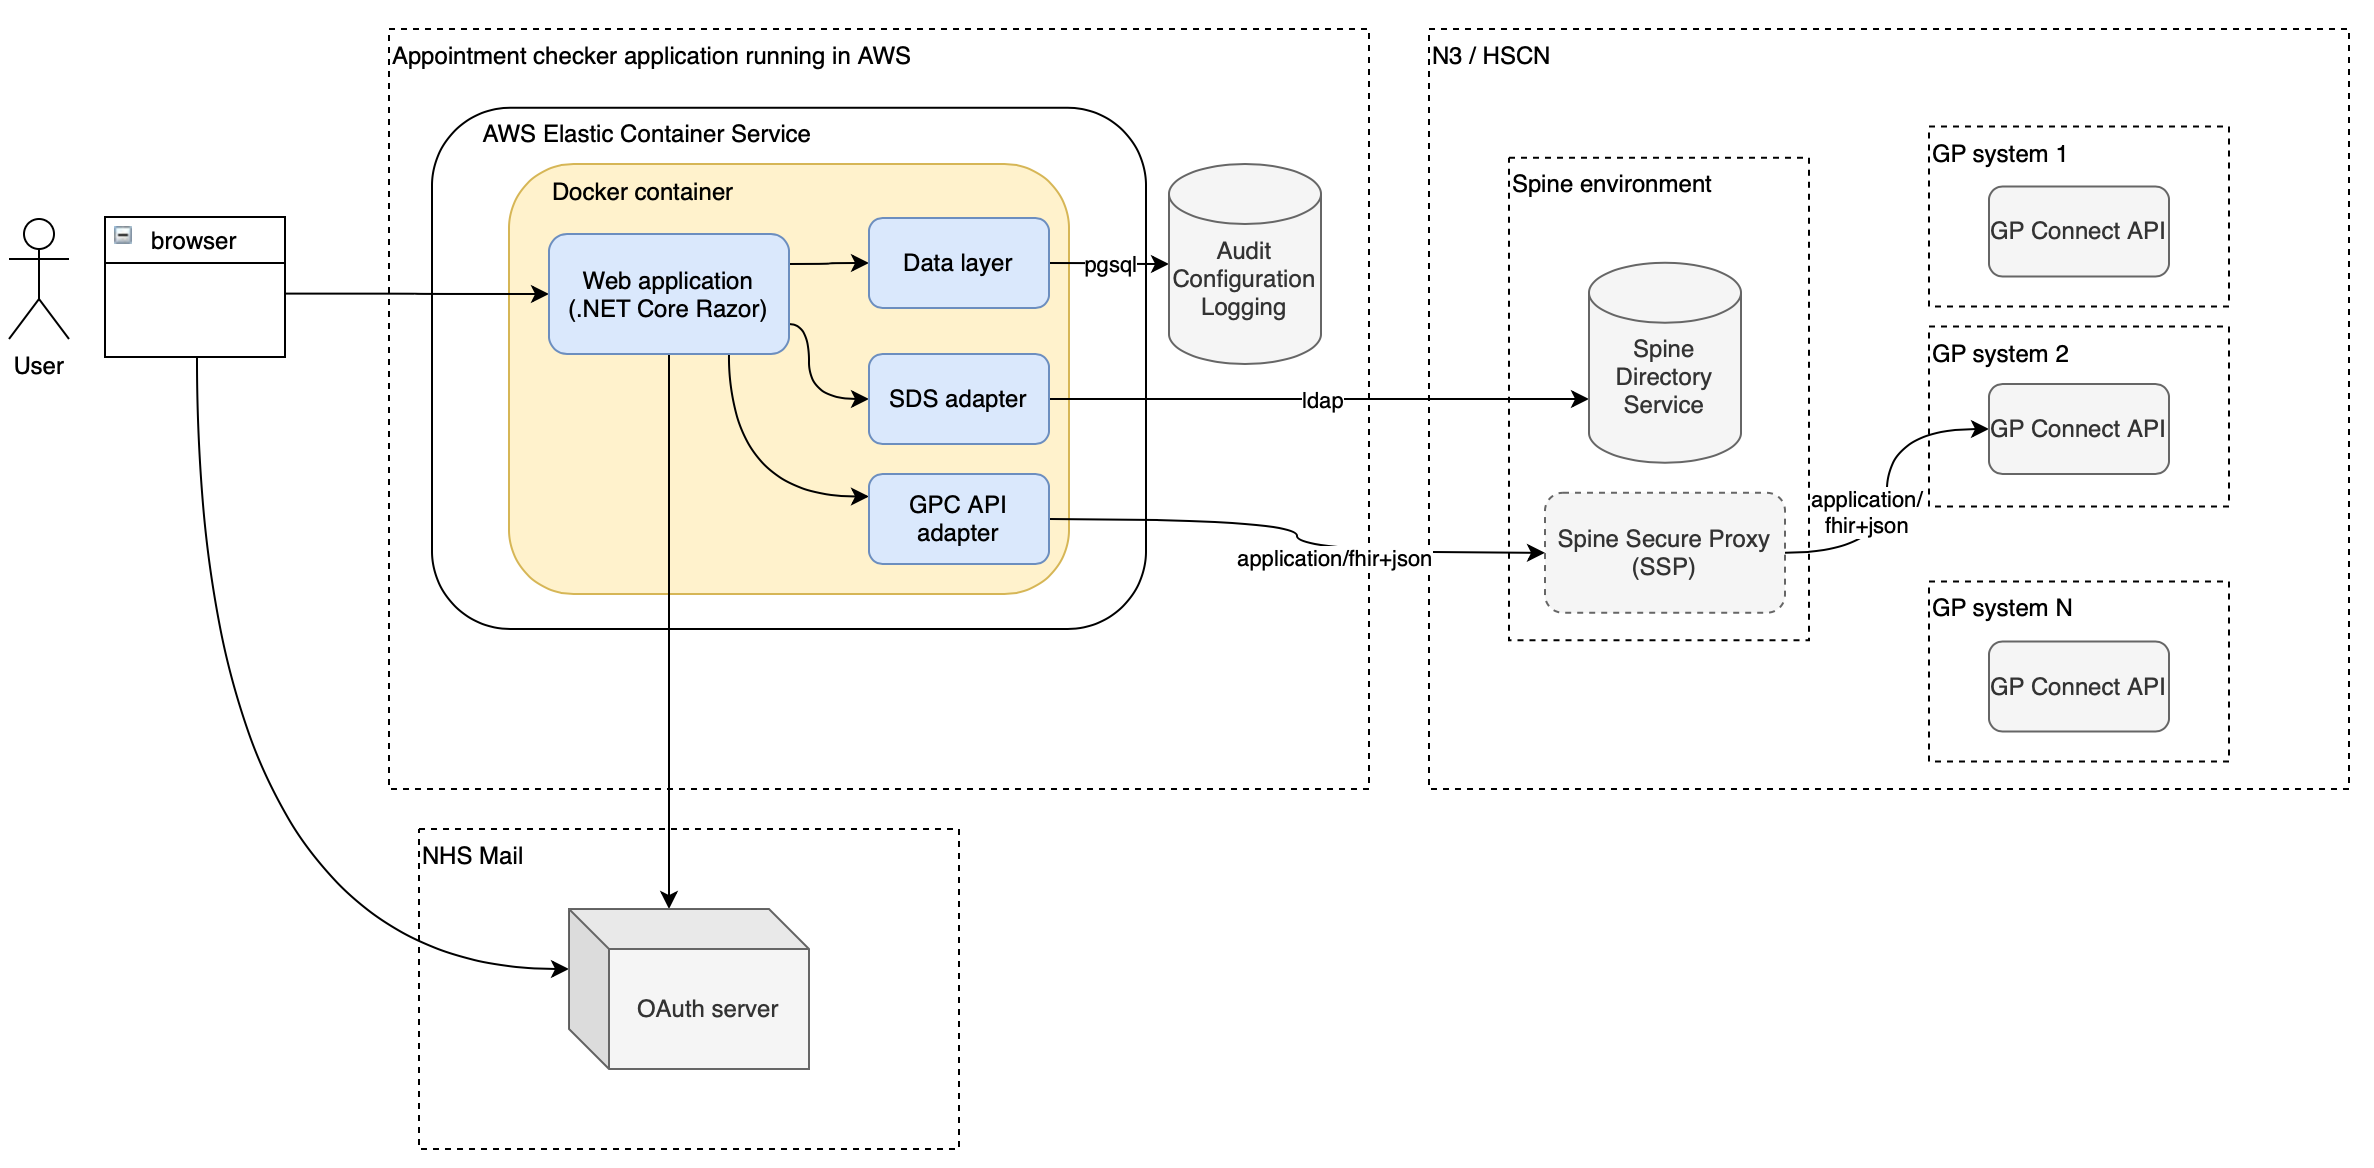 Appointment checker application running in AWS
AWS Elastic Container Service
Docker container
User
browser
Web application
(.NET Core Razor)
Data layer
SDS adapter
GPC API
adapter
pgsql
Audit
Configuration
Logging
ldap
application/fhir+json
N3 / HSCN
Spine environment
Spine
Directory
Service
Spine Secure Proxy
(SSP)
application/
fhir+json
GP system 1
GP Connect API
GP system 2
GP Connect API
GP system N
GP Connect API
NHS Mail
OAuth server